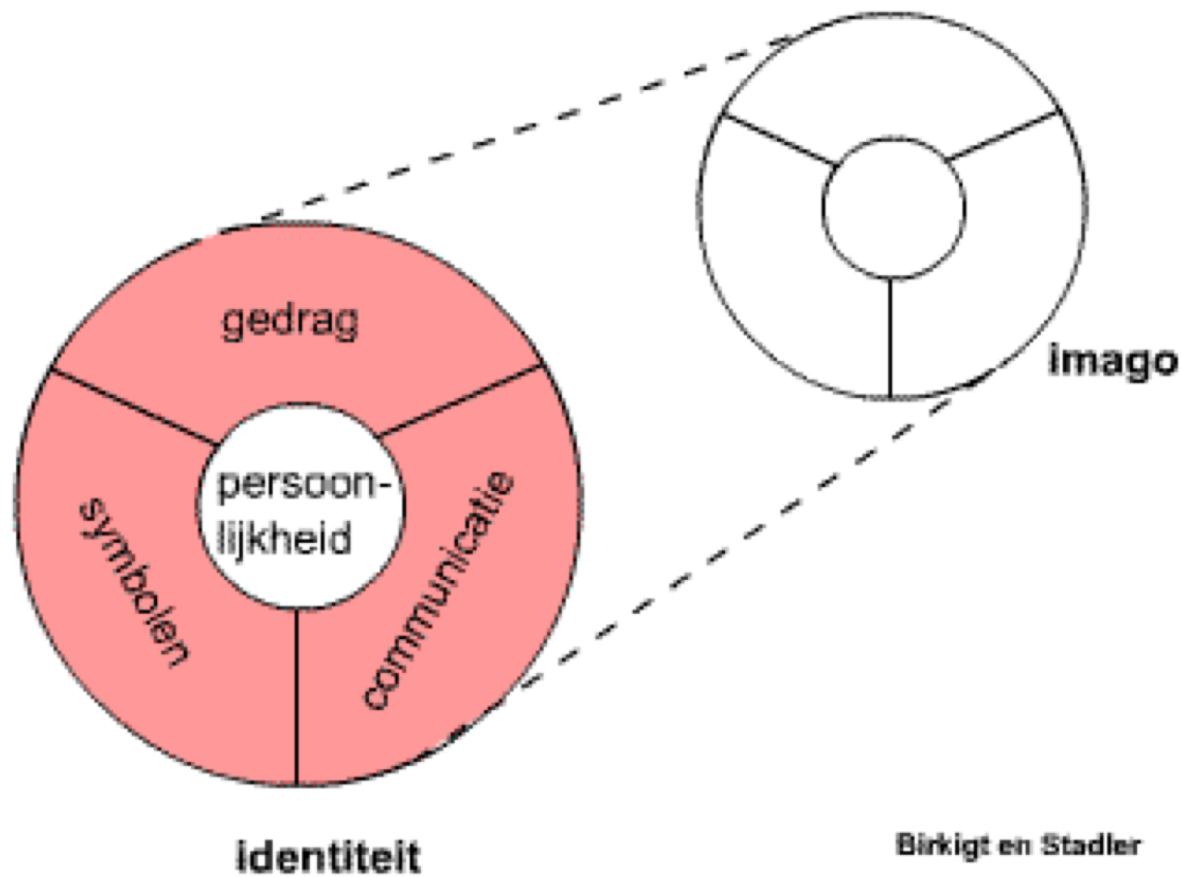 gedrag
imago
persoon-
lijkheid
symbolen
communicatie
identiteit
Birkigt en Stadler